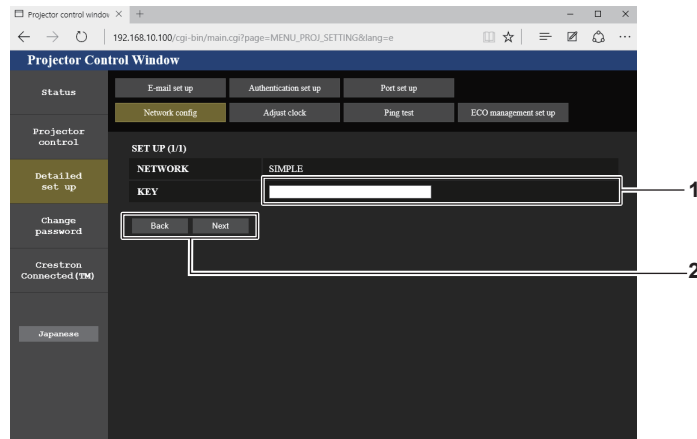 Projector control window
192.168.10.100/cgi-bin/main.cgi?page=MENU_PROJ_SETTING&lang=e
Projector Control Window
Status
E-mail set up
Authentication set up
Port set up
Network config
Adjust clock
Ping test
ECO management set up
Projector
control
Detailed
set up
Change
password
Crestron
Connected(TM)
Japanese
SET UP (1/1)
NETWORK SIMPLE
KEY
1
Back Next
2